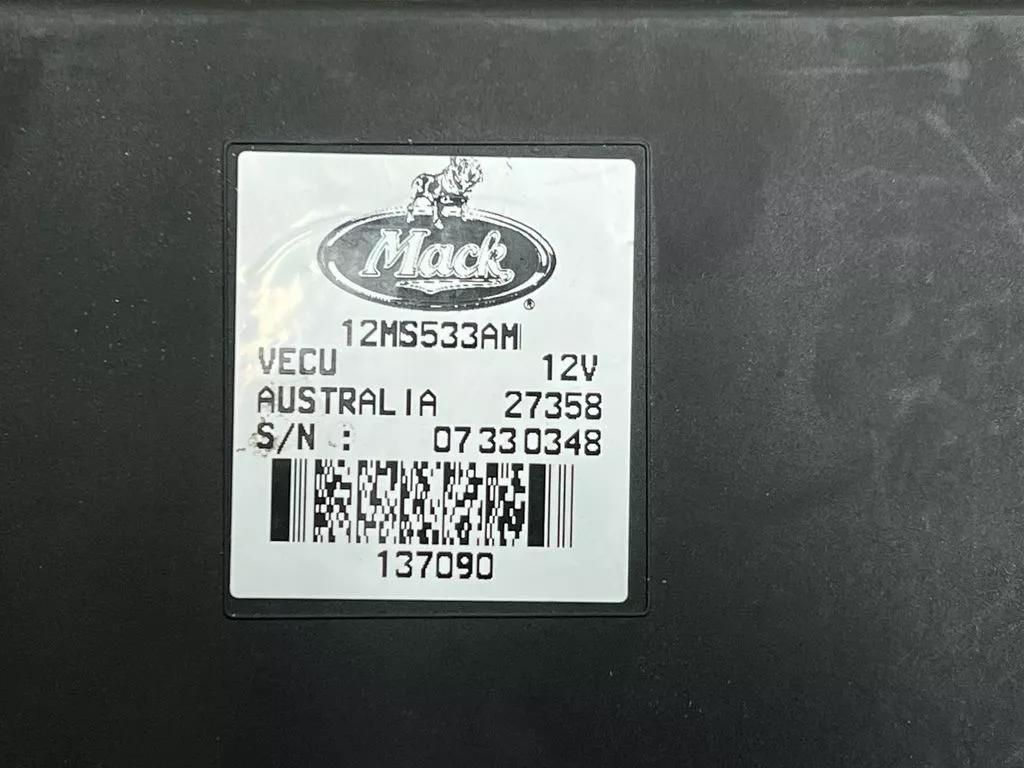 Mack
®
12MS533AM
VECU 12V
AUSTRALIA 27358
S/N : 07330348
137090